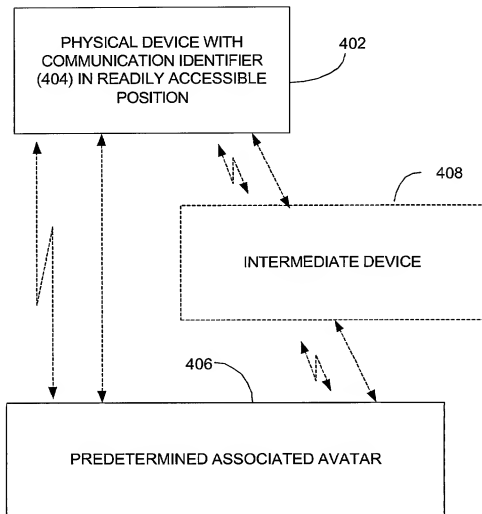 PHYSICAL DEVICE WITH
COMMUNICATION IDENTIFIER
(404) IN READILY ACCESSIBLE
POSITION
402
408
INTERMEDIATE DEVICE
406
PREDETERMINED ASSOCIATED AVATAR